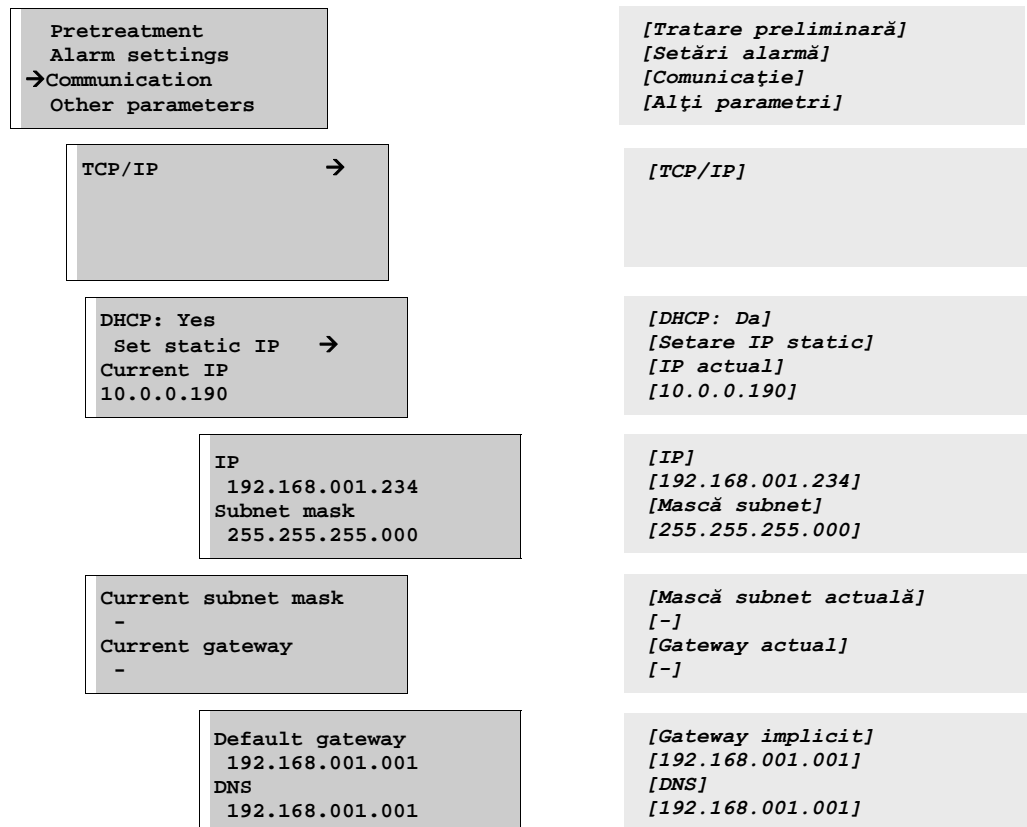 Pretreatment
Alarm settings
→Communication
Other parameters
[Tratare preliminară]
[Setări alarmă]
[Comunicaţie]
[Alţi parametri]
TCP/IP →
[TCP/IP]
DHCP: Yes
Set static IP →
Current IP
10.0.0.190
[DHCP: Da]
[Setare IP static]
[IP actual]
[10.0.0.190]
IP
192.168.001.234
Subnet mask
255.255.255.000
[IP]
[192.168.001.234]
[Mască subnet]
[255.255.255.000]
Current subnet mask
-
Current gateway
-
[Mască subnet actuală]
[-]
[Gateway actual]
[-]
Default gateway
192.168.001.001
DNS
192.168.001.001
[Gateway implicit]
[192.168.001.001]
[DNS]
[192.168.001.001]